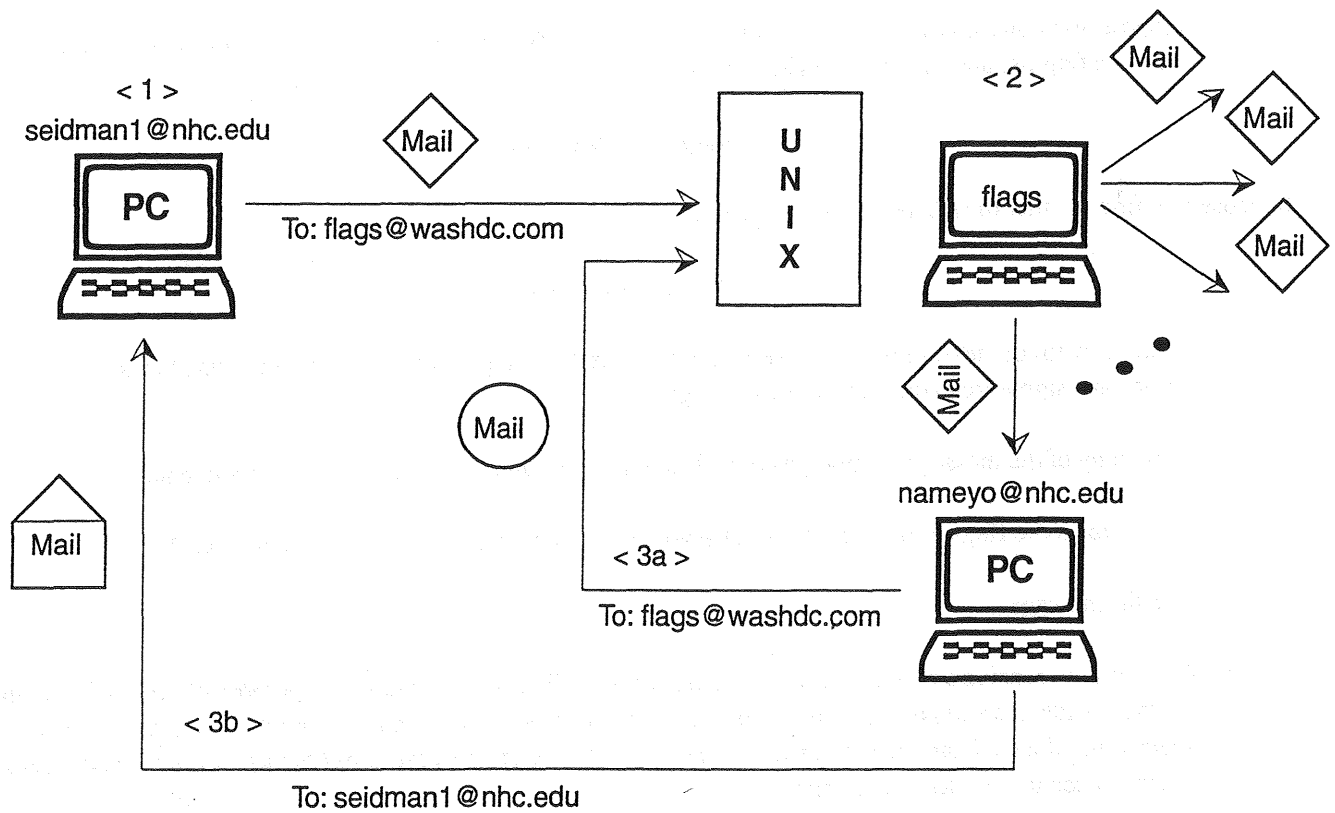 < 1 >
seidman1@nhc.edu
PC
Mail
To: flags@washdc.com
UNIX
< 2 >
flags
Mail
Mail
Mail
Mail
nameyo@nhc.edu
PC
Mail
< 3a >
To: flags@washdc.com
Mail
< 3b >
To: seidman1@nhc.edu